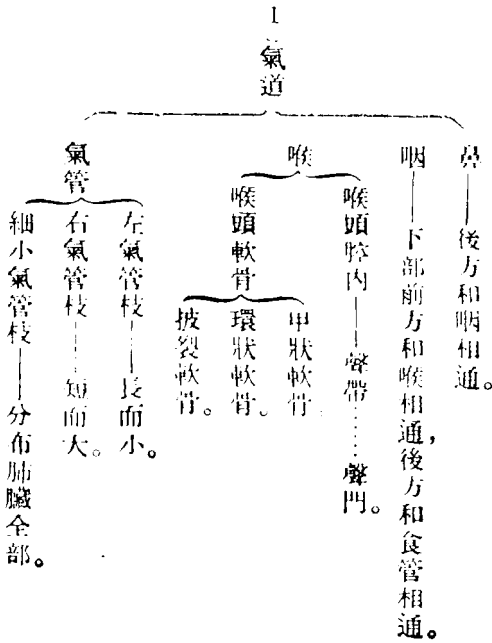 1.氣道
鼻——後方和咽相通。
咽——下部前方和喉相通，後方和食管相通。
喉
喉頭腔内——聲帶……聲門。
喉頭軟骨
甲狀軟骨
環狀軟骨。
披裂軟骨。
氣管
左氣管枝——長而小。
右氣管枝——短而大。
細小氣管枝——分布肺臟全部。